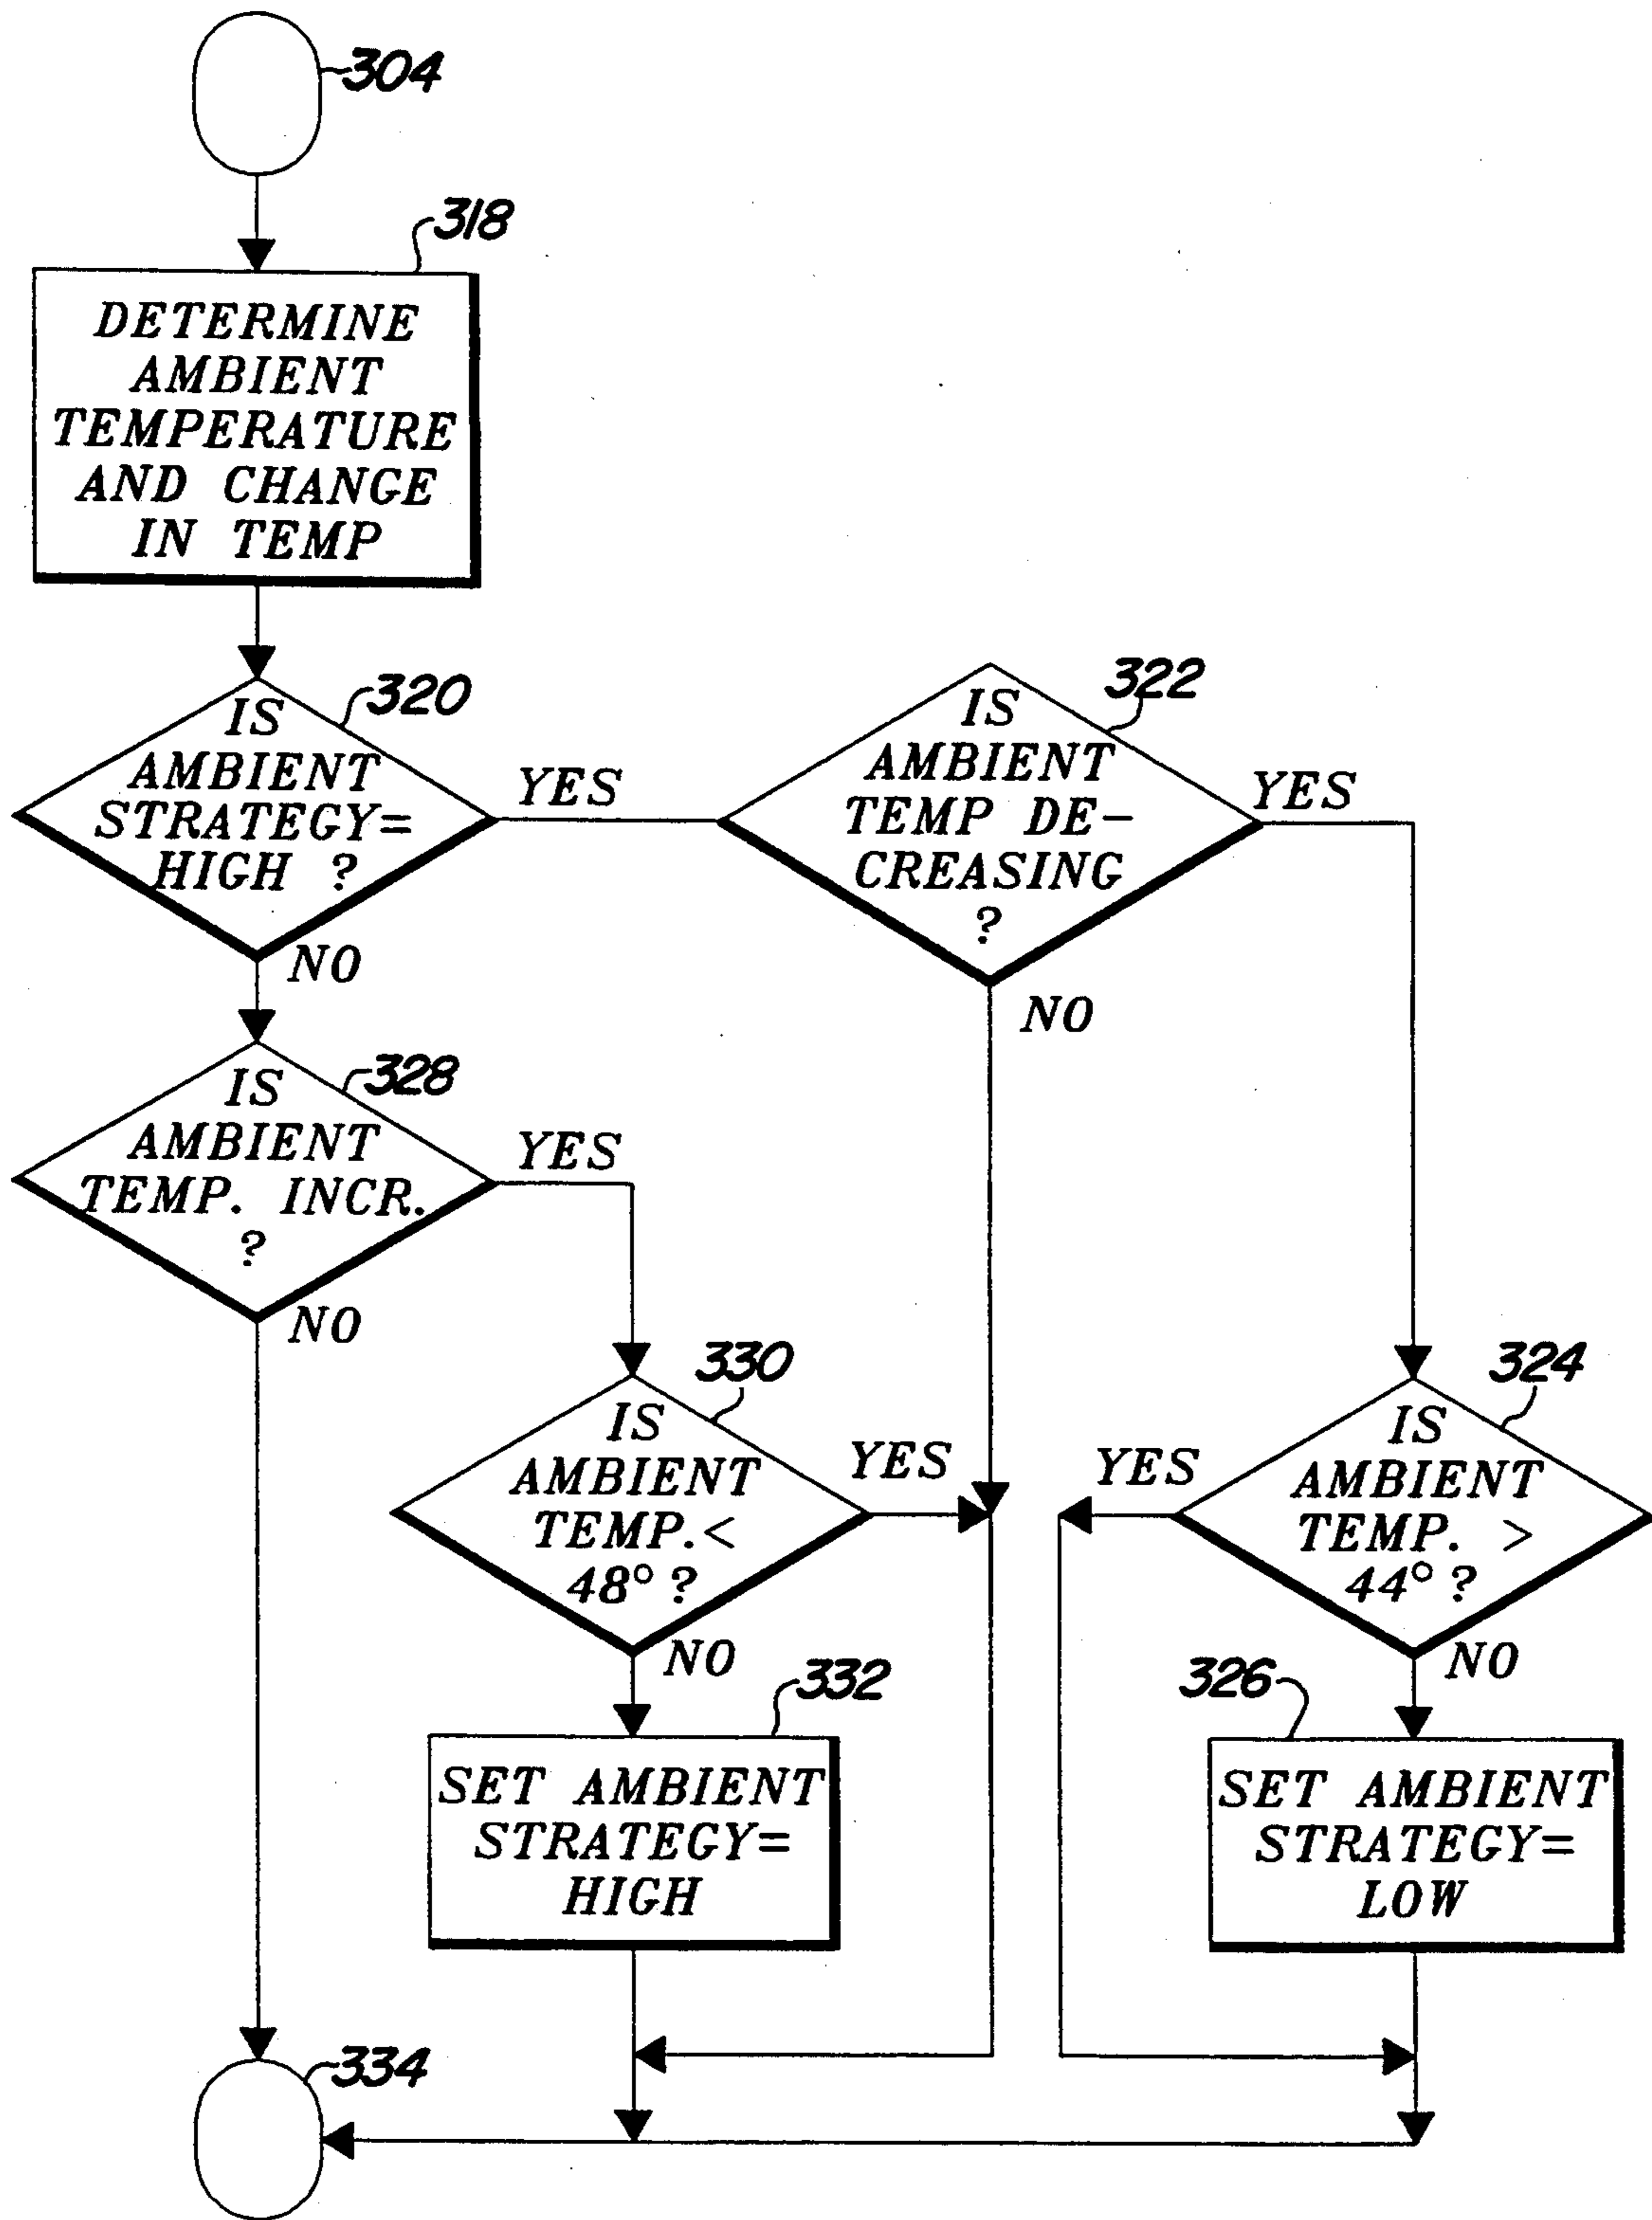 304
318
DETERMINE
AMBIENT
TEMPERATURE
AND CHANGE
IN TEMP
320
IS
AMBIENT
STRATEGY=
HIGH ?
YES
NO
322
IS
AMBIENT
TEMP DE-
CREASING
?
YES
NO
328
IS
AMBIENT
TEMP. INCR.
?
YES
NO
330
IS
AMBIENT
TEMP.<
48° ?
YES
NO
324
IS
AMBIENT
TEMP. >
44° ?
YES
NO
332
SET AMBIENT
STRATEGY=
HIGH
326
SET AMBIENT
STRATEGY=
LOW
334